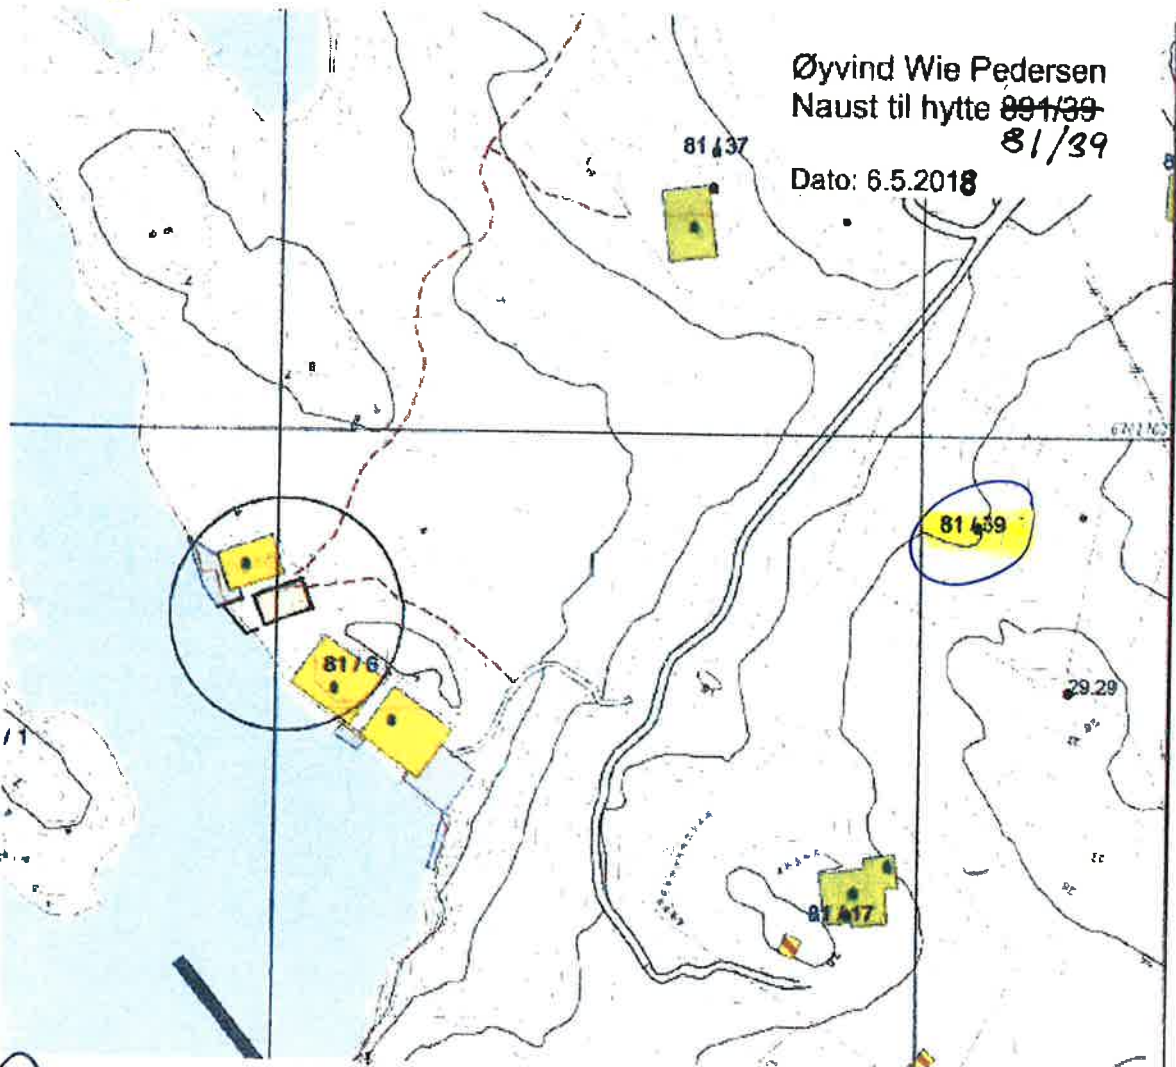 Øyvind Wie Pedersen
Naust til hytte 891/39
81/39
Dato: 6.5.2018
81/37
81/39
81/6
29.29
/ 1
81/17